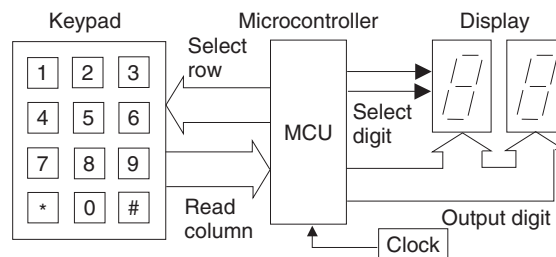 Keypad
Microcontroller
Display
1 2 3
4 5 6
7 8 9
* 0 #
Select
row
Read
column
MCU
Select
digit
Output digit
Clock